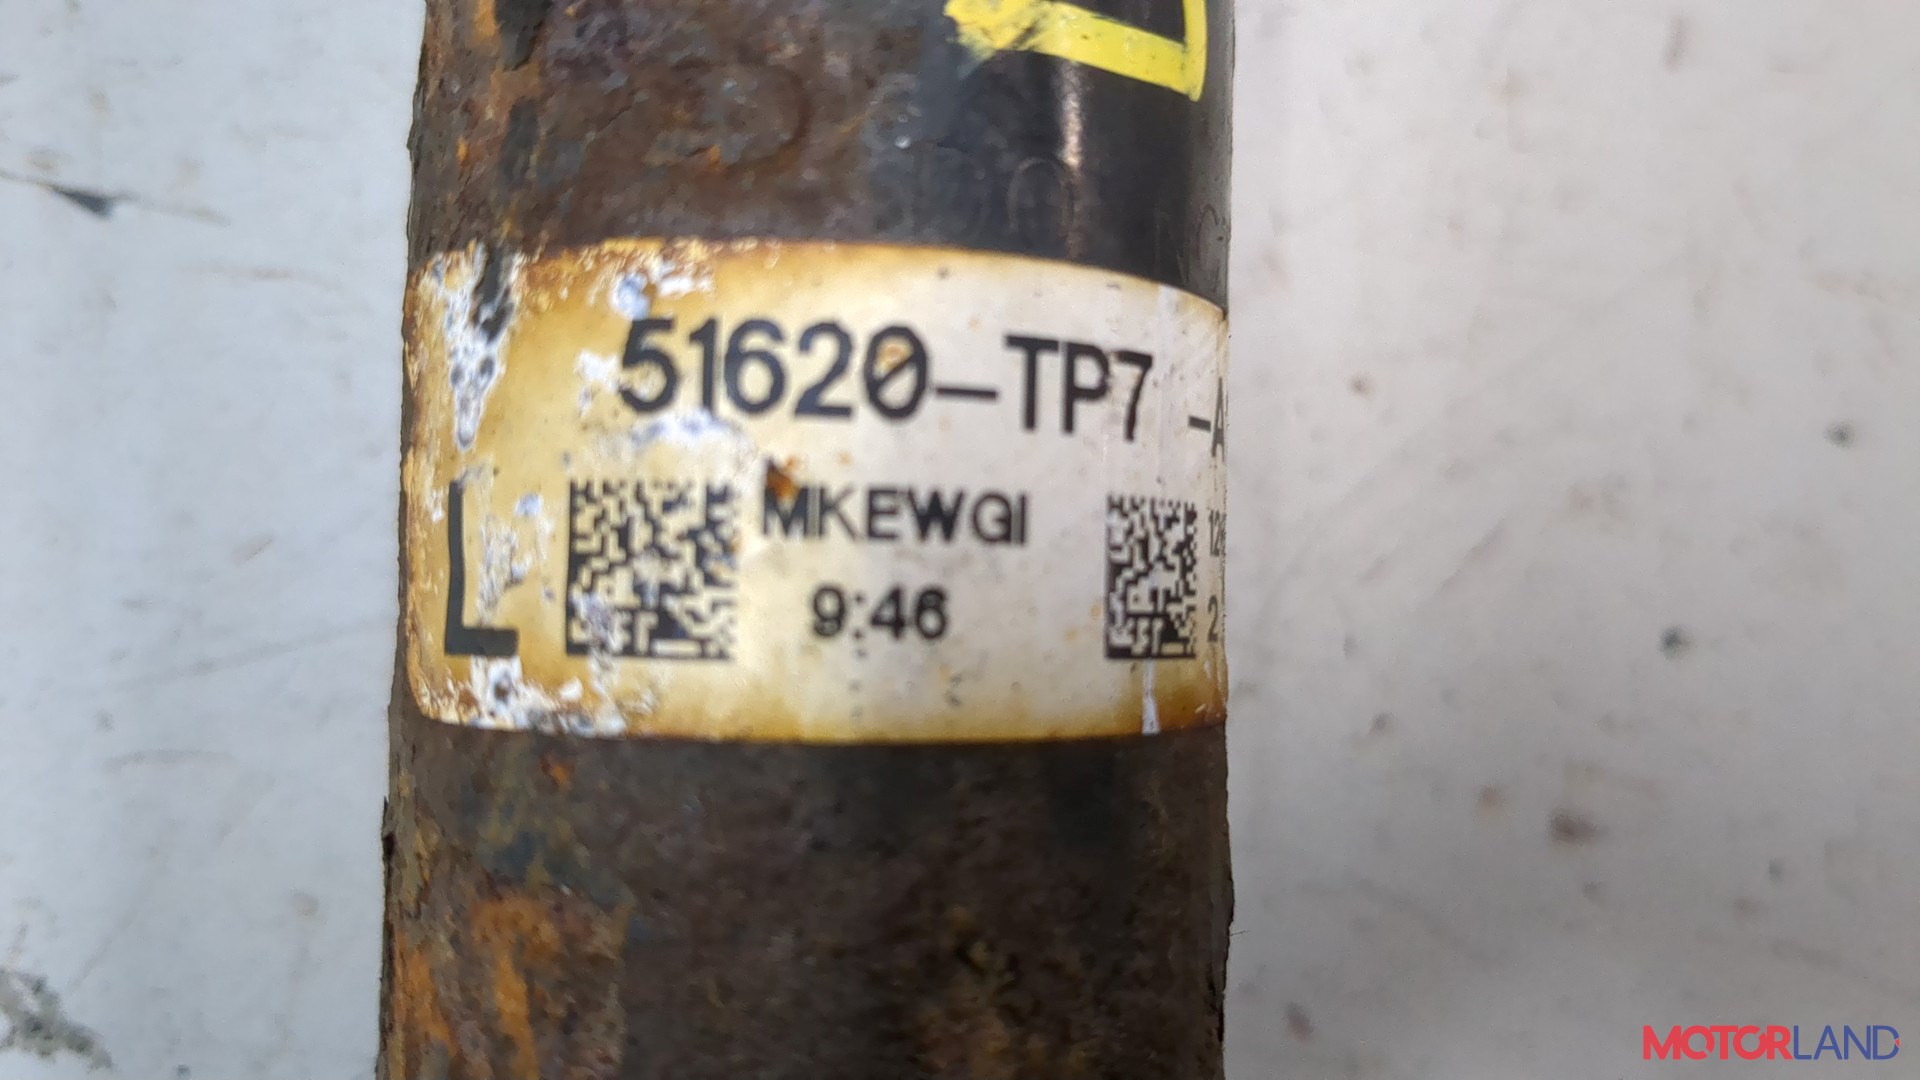 51620-TP7 -A
L
MKEWGI
9:46
MOTORLAND